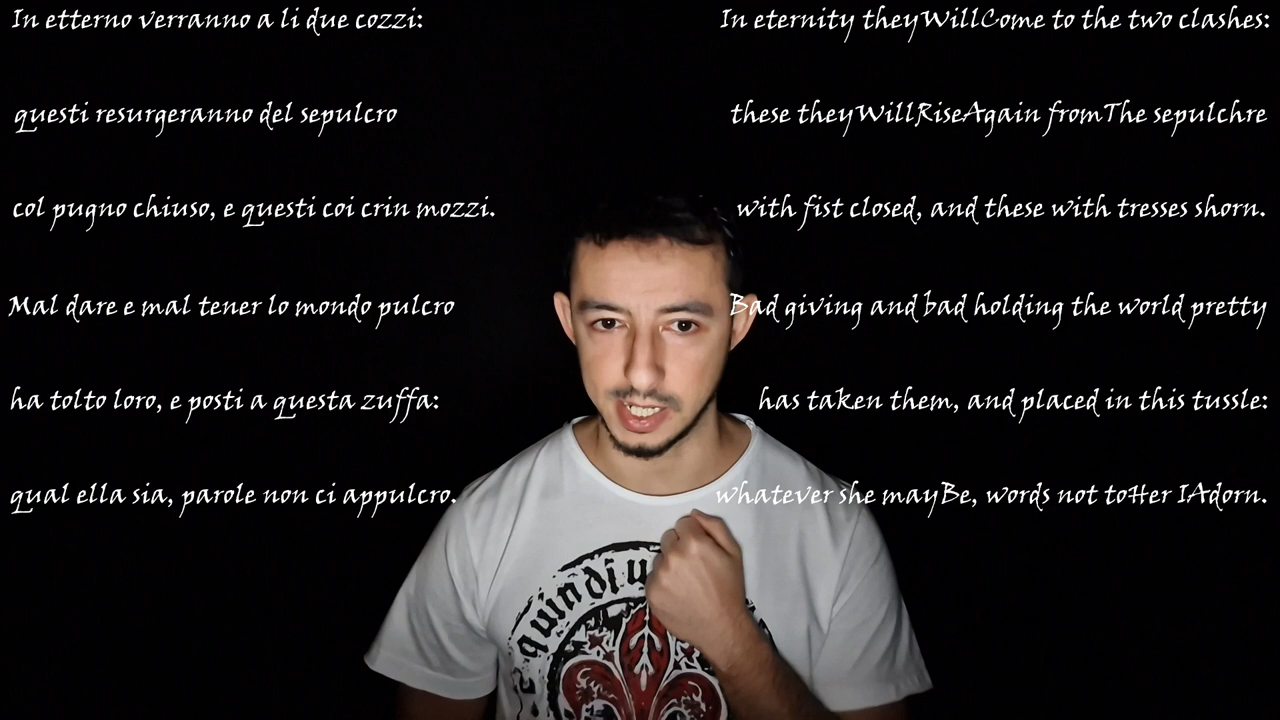 In etterno verranno a li due cozzi:
questi resurgeranno del sepulcro
col pugno chiuso, e questi coi crin mozzi.
Mal dare e mal tener lo mondo pulcro
ha tolto loro, e posti a questa zuffa:
qual ella sia, parole non ci appulcro.
In eternity theyWillCome to the two clashes:
these theyWillRiseAgain fromThe sepulchre
with fist closed, and these with tresses shorn.
Bad giving and bad holding the world pretty
has taken them, and placed in this tussle:
whatever she mayBe, words not toHer IAdorn.
e quindi u